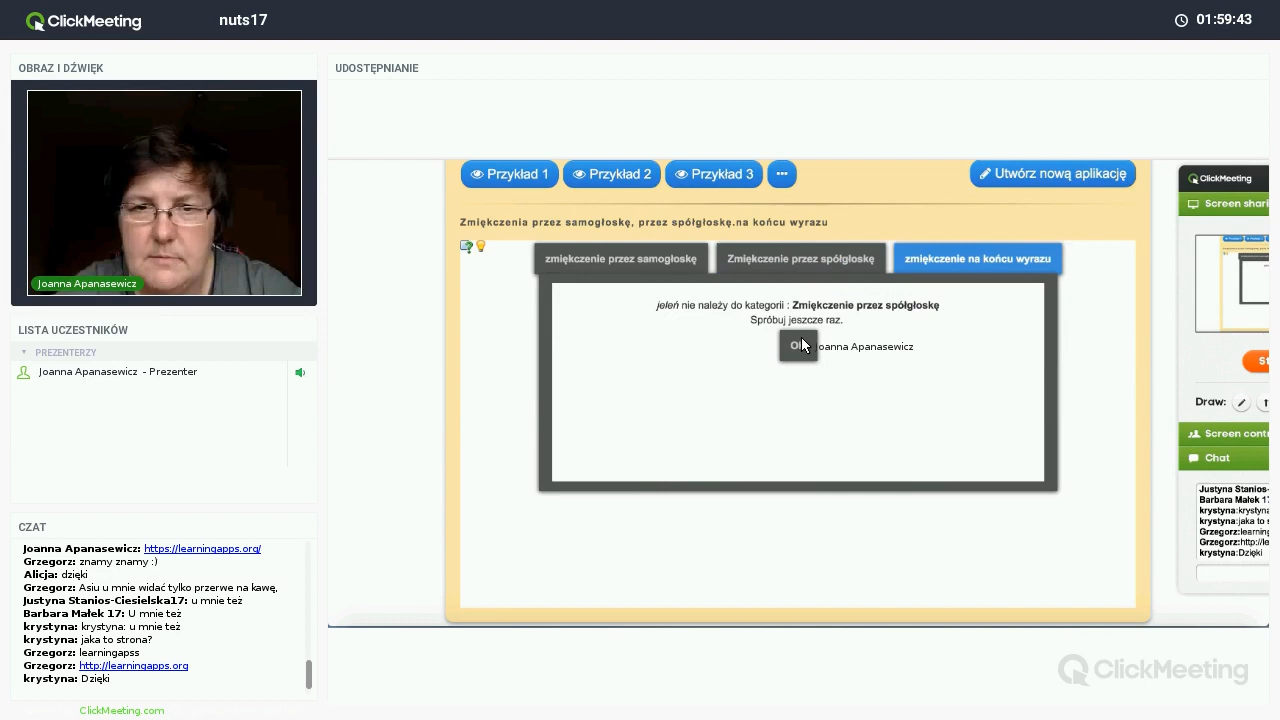 ClickMeeting
nuts17
01:59:43
OBRAZ I DŹWIĘK
Joanna Apanasewicz
LISTA UCZESTNIKÓW
PREZENTERZY
Joanna Apanasewicz - Prezenter
CZAT
Joanna Apanasewicz: https://learningapps.org/
Grzegorz: znamy znamy :)
Alicja: dzięki
Grzegorz: Asiu u mnie widać tylko przerwe na kawę,
Justyna Stanios-Ciesielska17: u mnie też
Barbara Małek 17: U mnie też
krystyna: krystyna: u mnie też
krystyna: jaka to strona?
Grzegorz: learningapss
Grzegorz: http://learningapps.org
krystyna: Dzięki
ClickMeeting.com
UDOSTĘPNIANIE
Przykład 1
Przykład 2
Przykład 3
Utwórz nową aplikację
Zmiękczenia przez samogłoskę, przez spółgłoskę.na końcu wyrazu
zmiękczenie przez samogłoskę
Zmiękczenie przez spółgłoskę
zmiękczenie na końcu wyrazu
jeleń nie należy do kategorii : Zmiękczenie przez spółgłoskę
Spróbuj jeszcze raz.
Joanna Apanasewicz
ClickMeeting
Screen shari
St
Draw:
Screen contr
Chat
Justyna Stanios-
Barbara Małek 17
krystyna:krystyna
krystyna:jaka to s
Grzegorz:learning
Grzegorz:http://le
krystyna:Dzięki
ClickMeeting